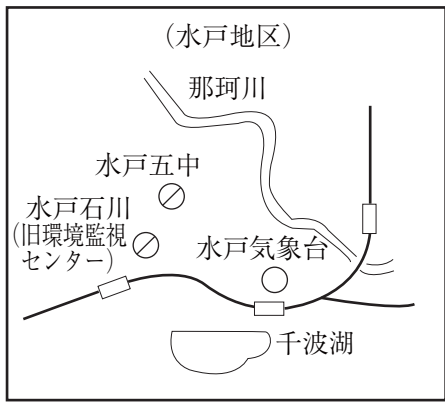 （水戸地区）
那珂川
水戸五中
水戸石川
（旧環境監視
センター）
水戸気象台
千波湖